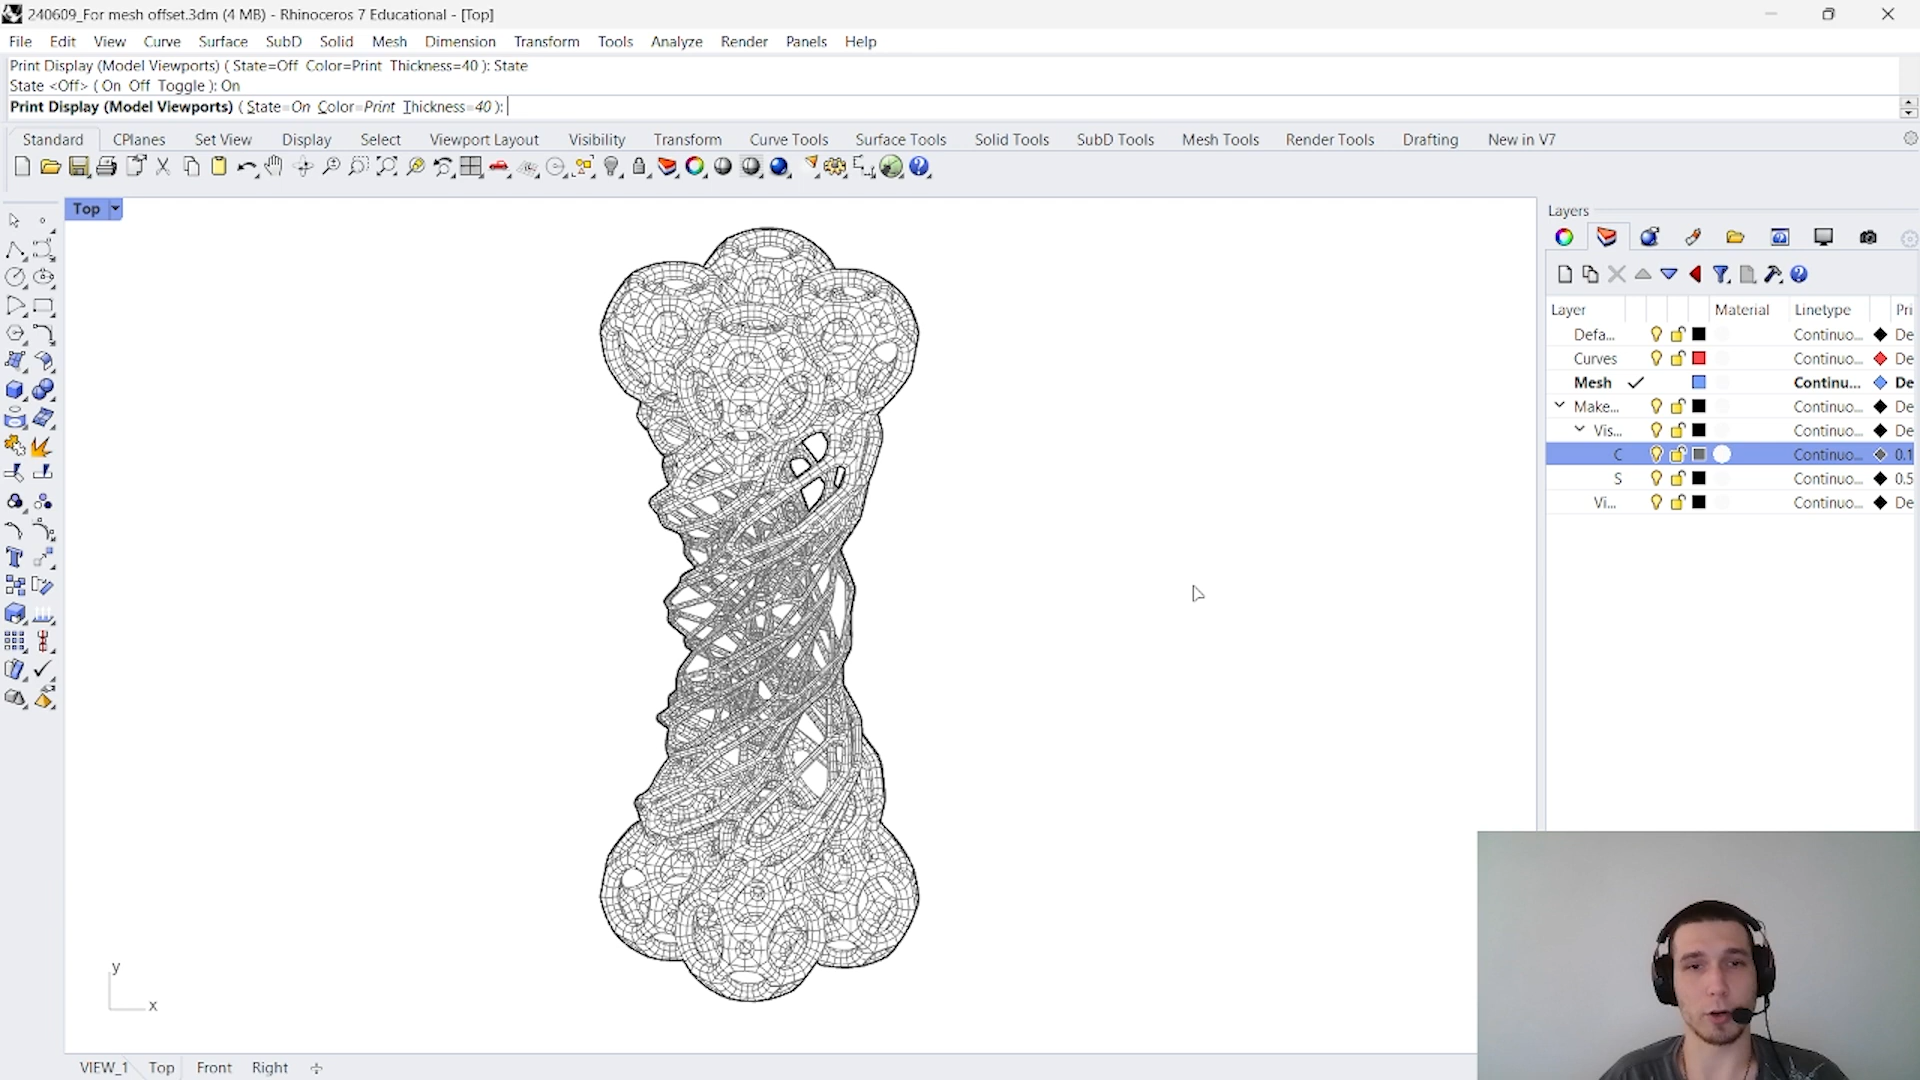 240609_For mesh offset.3dm (4 MB) - Rhinoceros 7 Educational - [Top]
File Edit View Curve Surface SubD Solid Mesh Dimension Transform Tools Analyze Render Panels Help
Print Display (Model Viewports) ( State=Off Color=Print Thickness=40 ): State
State <Off> ( On Off Toggle ): On
Print Display (Model Viewports) ( State=On Color=Print Thickness=40 ):
Standard CPlanes Set View Display Select Viewport Layout Visibility Transform Curve Tools Surface Tools Solid Tools SubD Tools Mesh Tools Render Tools Drafting New in V7
Top
Layers
Layer Material Linetype Pri
Defa... Continuo... De
Curves Continuo... De
Mesh Continu... De
Make... Continuo... De
Vis... Continuo... De
C Continuo... 0.1
S Continuo... 0.5
Vi... Continuo... De
y
x
VIEW_1 Top Front Right